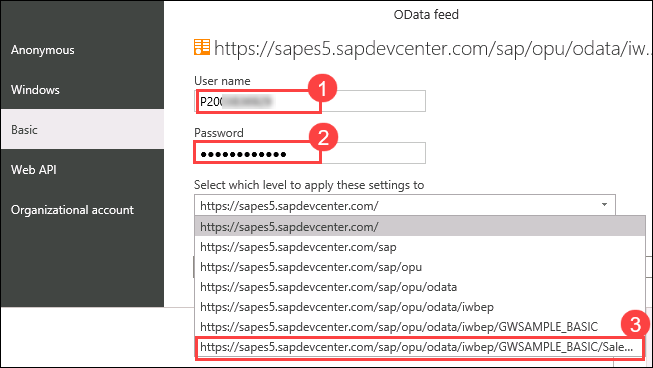 OData feed
Anonymous
Windows
Basic
Web API
Organizational account
https://sapes5.sapdevcenter.com/sap/opu/odata/iw...
User name
1
P20
Password
2
●●●●●●●●●●●●
Select which level to apply these settings to
https://sapes5.sapdevcenter.com/
https://sapes5.sapdevcenter.com/
https://sapes5.sapdevcenter.com/sap
https://sapes5.sapdevcenter.com/sap/opu
https://sapes5.sapdevcenter.com/sap/opu/odata
https://sapes5.sapdevcenter.com/sap/opu/odata/iwbep
https://sapes5.sapdevcenter.com/sap/opu/odata/iwbep/GWSAMPLE_BASIC
3
https://sapes5.sapdevcenter.com/sap/opu/odata/iwbep/GWSAMPLE_BASIC/Sale...